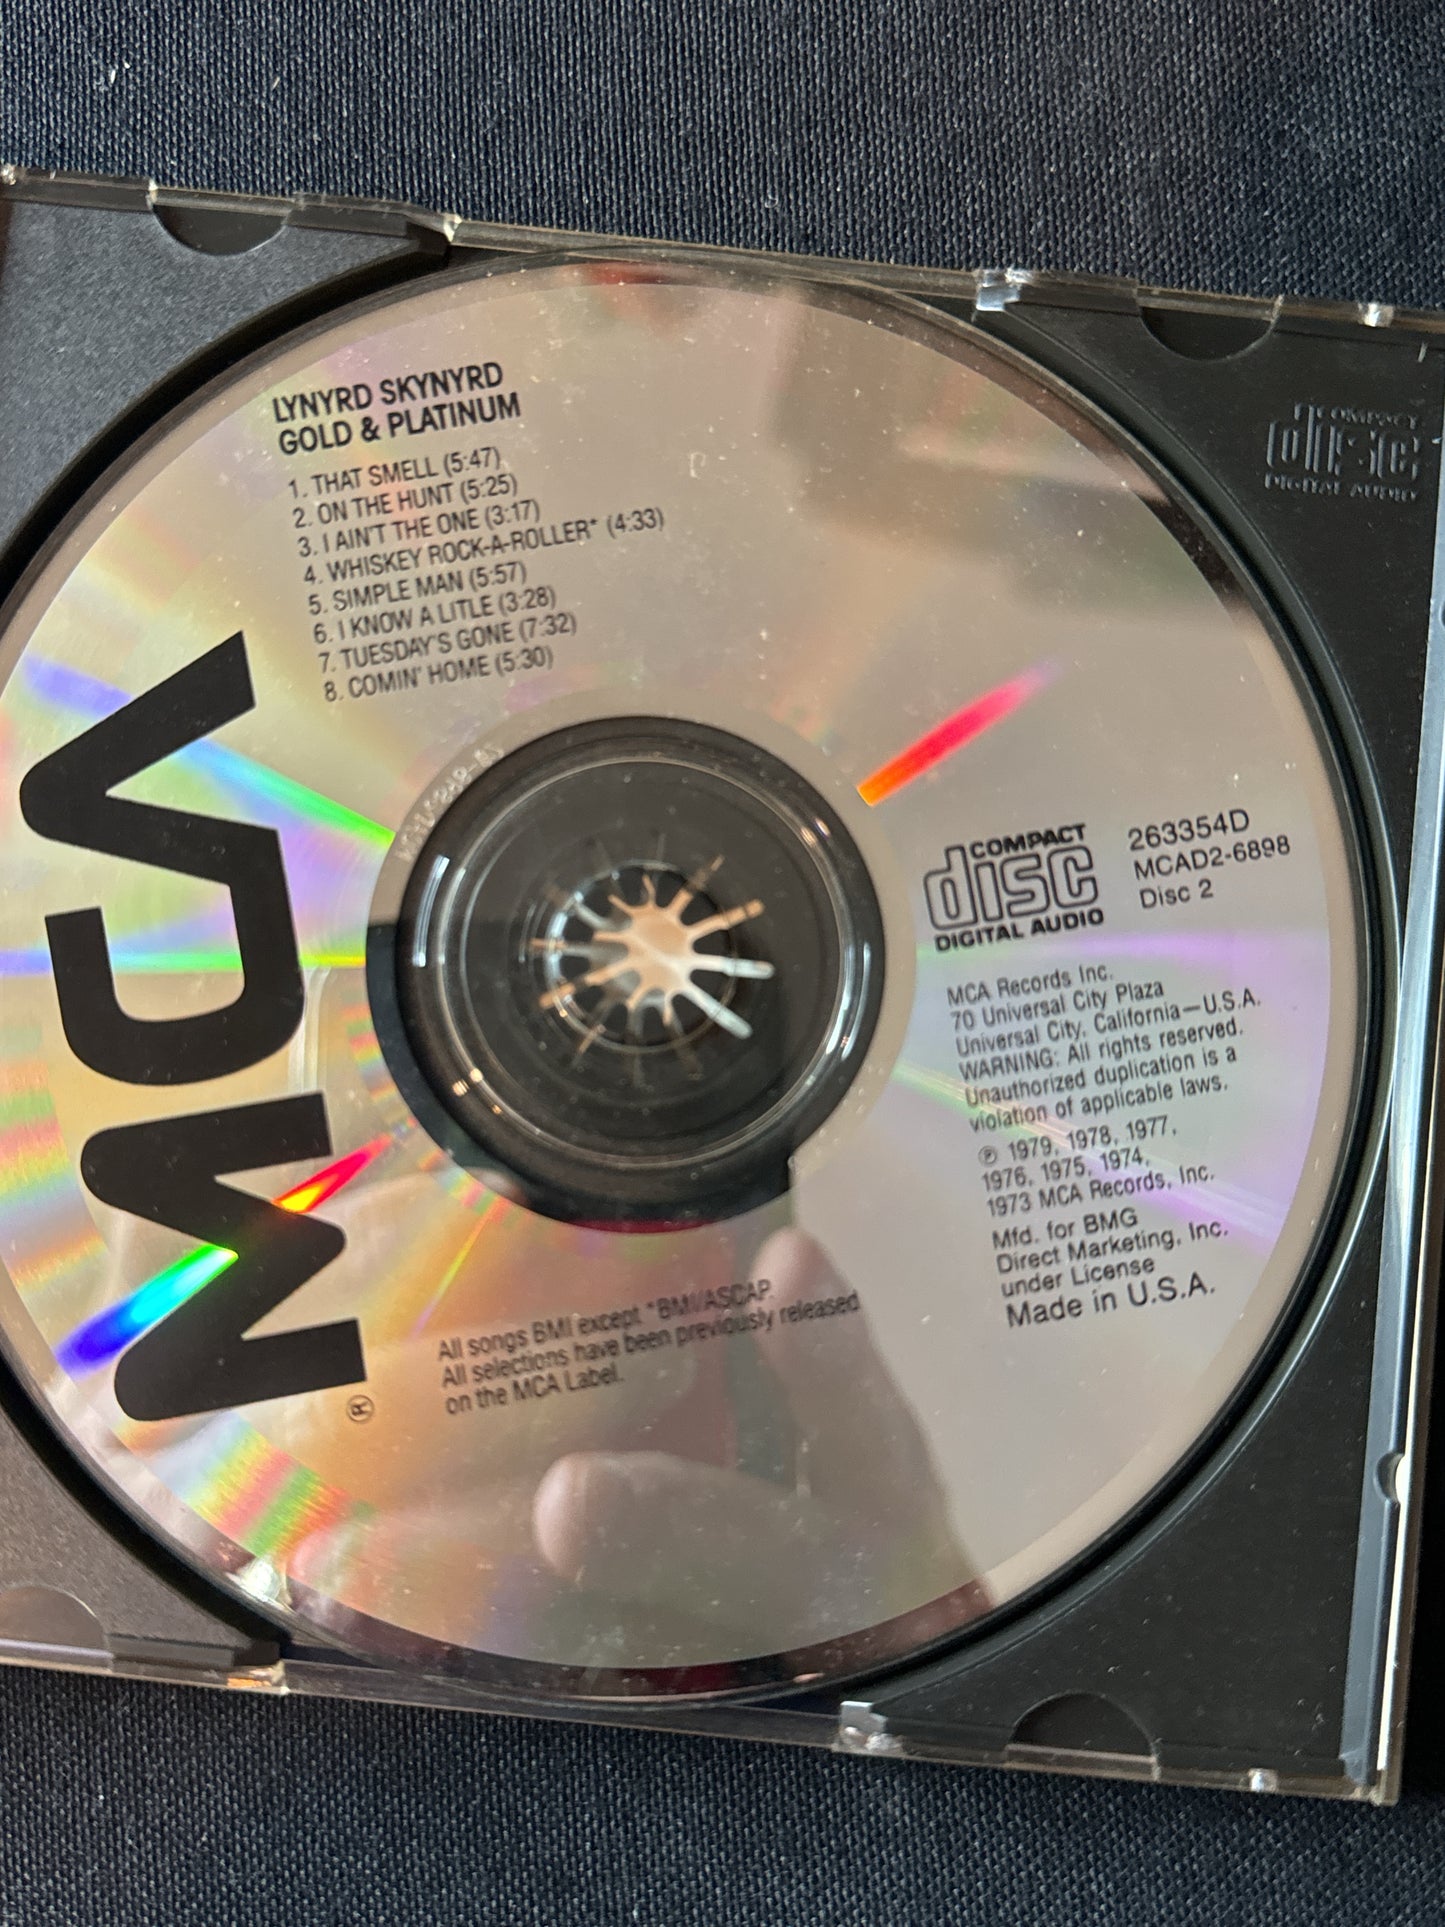 LYNYRD SKYNYRD
GOLD & PLATINUM
1. THAT SMELL (5:47)
2. ON THE HUNT (5:25)
3. I AIN'T THE ONE (3:17)
4. WHISKEY ROCK-A-ROLLER* (4:33)
5. SIMPLE MAN (5:57)
6. I KNOW A LITLE (3:28)
7. TUESDAY'S GONE (7:32)
8. COMIN' HOME (5:30)
MCA
®
COMPACT
disc
DIGITAL AUDIO
263354D
MCAD2-6898
Disc 2
MCA Records Inc.
70 Universal City Plaza
Universal City, California—U.S.A.
WARNING: All rights reserved.
Unauthorized duplication is a
violation of applicable laws.
℗ 1979, 1978, 1977,
1976, 1975, 1974,
1973 MCA Records, Inc.
Mfd. for BMG
Direct Marketing, Inc.
under License
Made in U.S.A.
All songs BMI except *BMI/ASCAP.
All selections have been previously released
on the MCA Label.
COMPACT
disc
DIGITAL AUDIO